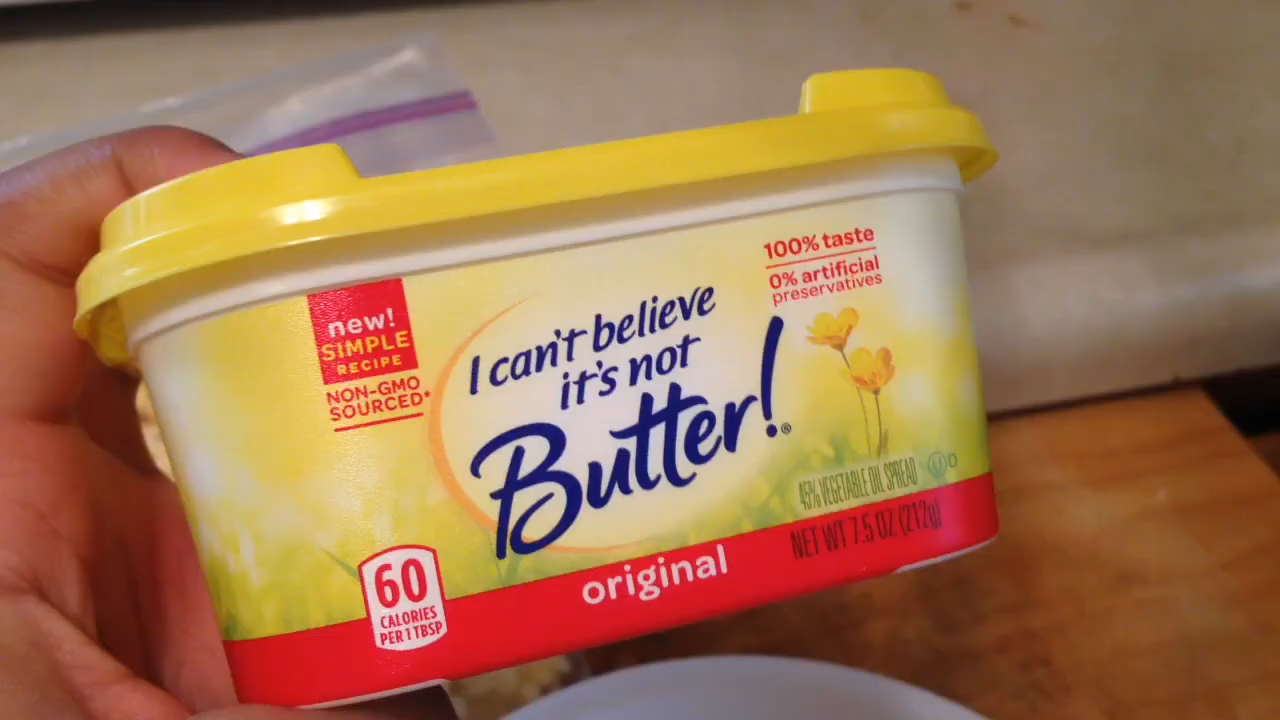 new!
SIMPLE
RECIPE
NON-GMO
SOURCED*
I can't believe
it's not
Butter!®
100% taste
0% artificial
preservatives
45% VEGETABLE OIL SPREAD Ⓤ D
NET WT 7.5 OZ (212g)
original
60
CALORIES
PER 1 TBSP